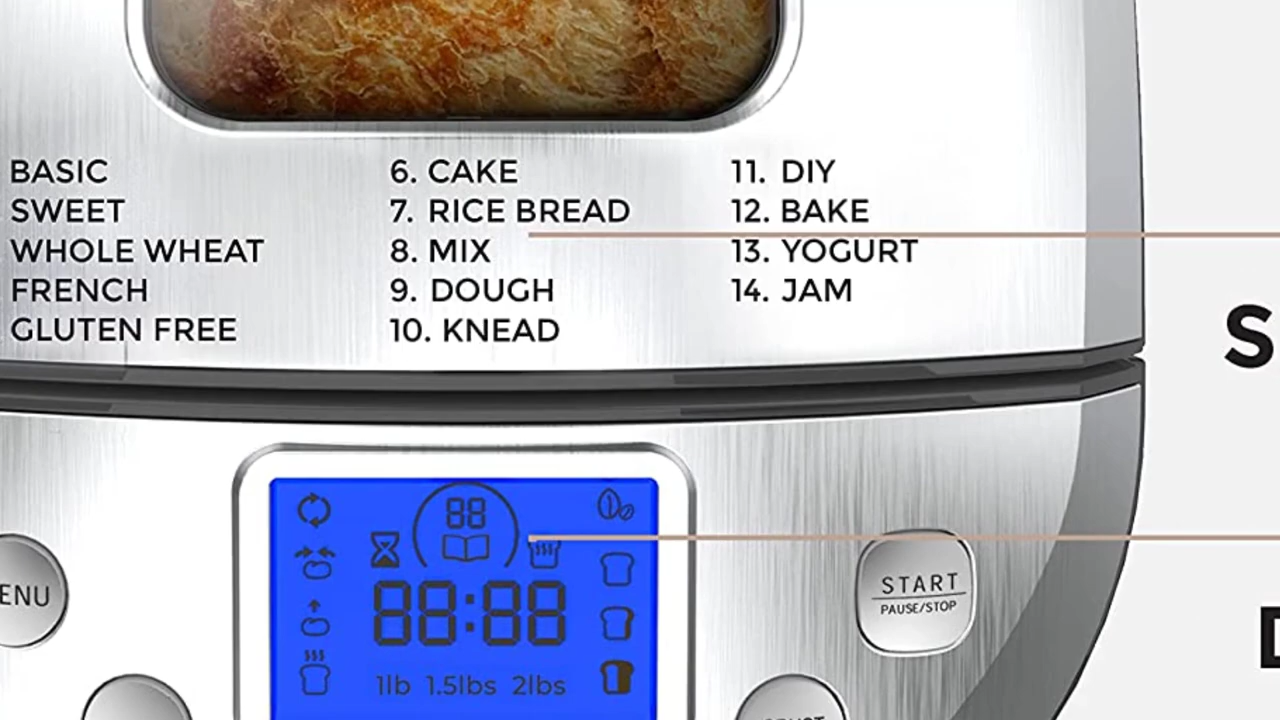 BASIC
SWEET
WHOLE WHEAT
FRENCH
GLUTEN FREE
6. CAKE
7. RICE BREAD
8. MIX
9. DOUGH
10. KNEAD
11. DIY
12. BAKE
13. YOGURT
14. JAM
S
88
88:88
1lb 1.5lbs 2lbs
ENU
START
PAUSE/STOP